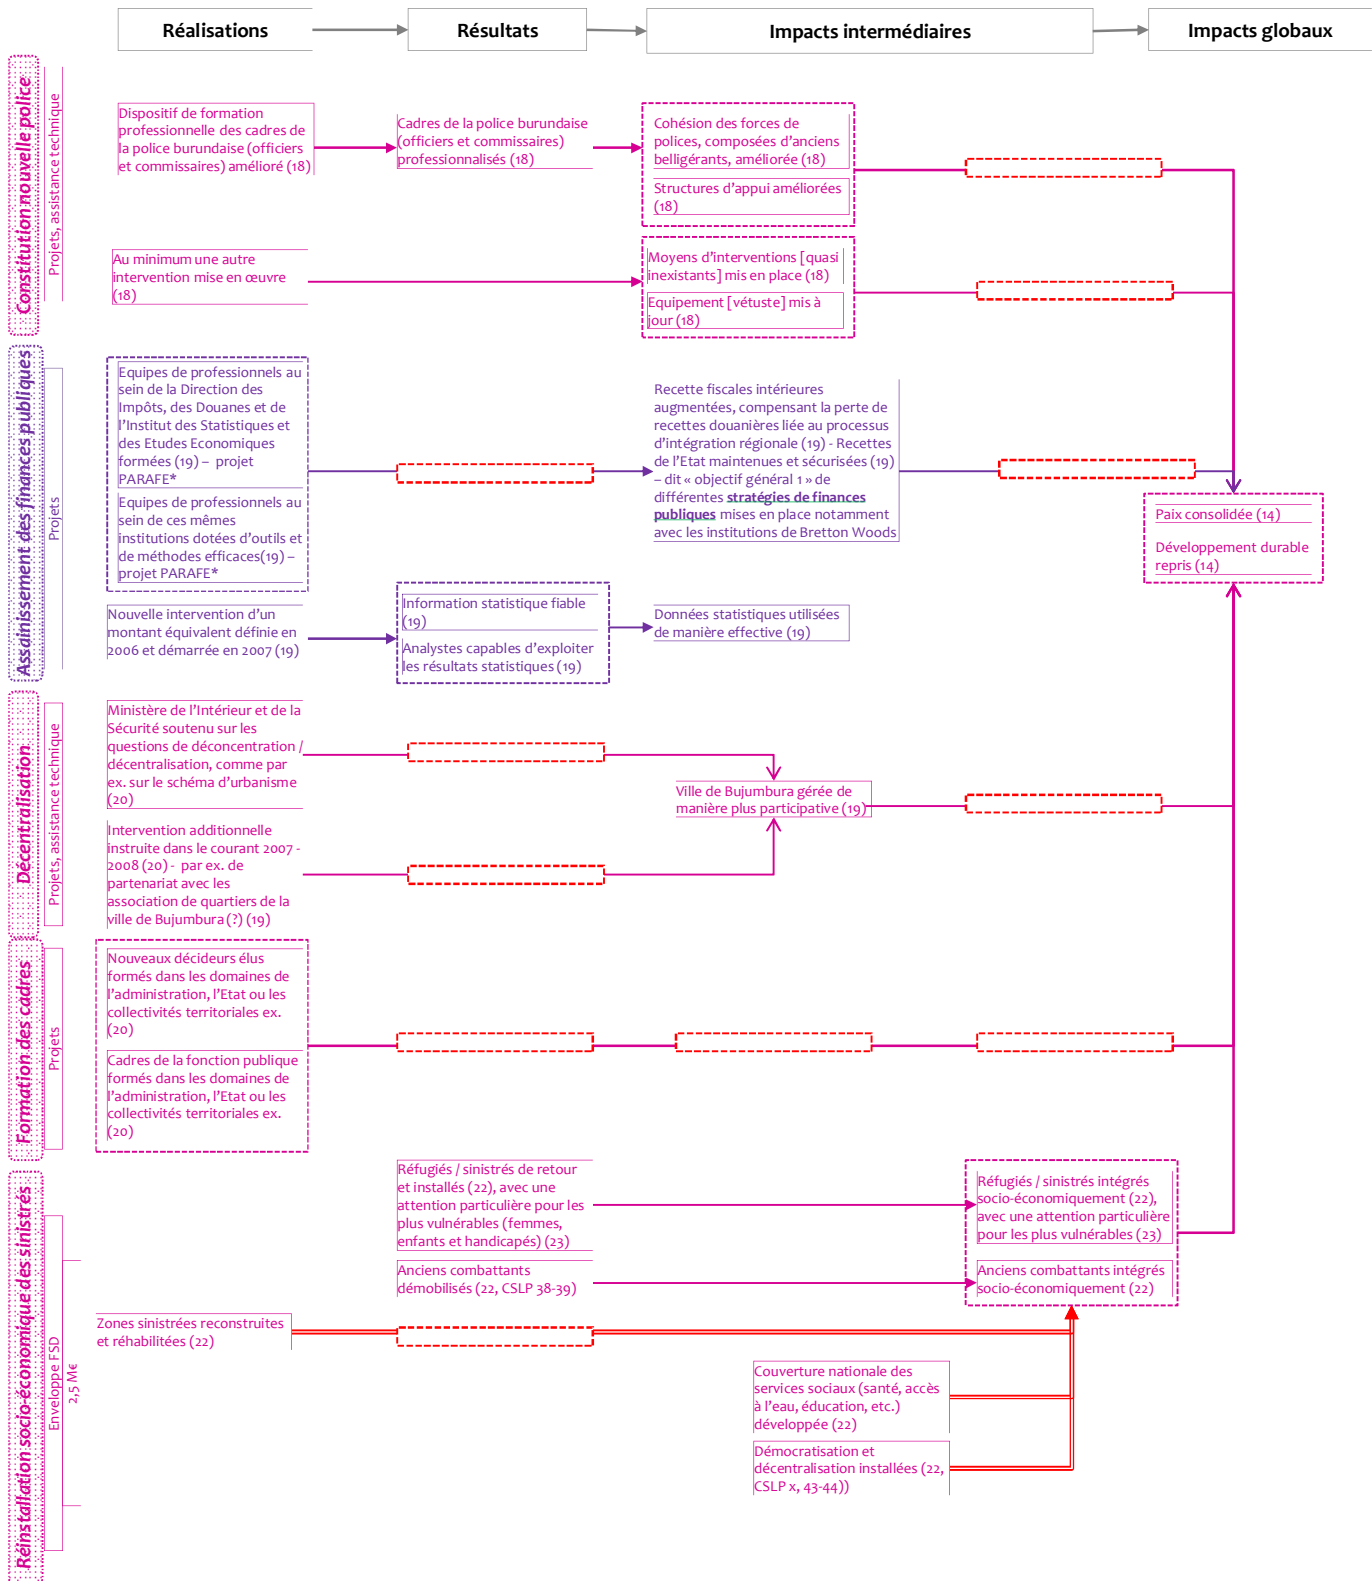 Réalisations
Résultats
Impacts intermédiaires
Impacts globaux
Constitution nouvelle police
Projets, assistance technique
Dispositif de formation
professionnelle des cadres de
la police burundaise (officiers
et commissaires) amélioré (18)
Cadres de la police burundaise
(officiers et commissaires)
professionnalisés (18)
Cohésion des forces de
polices, composées d'anciens
belligérants, améliorée (18)
Structures d'appui améliorées
(18)
Au minimum une autre
intervention mise en œuvre
(18)
Moyens d'interventions [quasi
inexistants] mis en place (18)
Equipement [vétuste] mis à
jour (18)
Assainissement des finances publiques
Projets
Equipes de professionnels au
sein de la Direction des
Impôts, des Douanes et de
l'Institut des Statistiques et
des Etudes Economiques
formées (19) – projet
PARAFE*
Equipes de professionnels au
sein de ces mêmes
institutions dotées d'outils et
de méthodes efficaces(19) –
projet PARAFE*
Recette fiscales intérieures
augmentées, compensant la perte de
recettes douanières liée au processus
d'intégration régionale (19) - Recettes
de l'Etat maintenues et sécurisées (19)
– dit « objectif général 1 » de
différentes stratégies de finances
publiques mises en place notamment
avec les institutions de Bretton Woods
Paix consolidée (14)
Développement durable
repris (14)
Nouvelle intervention d'un
montant équivalent définie en
2006 et démarrée en 2007 (19)
Information statistique fiable
(19)
Analystes capables d'exploiter
les résultats statistiques (19)
Données statistiques utilisées
de manière effective (19)
Décentralisation
Projets, assistance technique
Ministère de l'Intérieur et de la
Sécurité soutenu sur les
questions de déconcentration /
décentralisation, comme par
ex. sur le schéma d'urbanisme
(20)
Ville de Bujumbura gérée de
manière plus participative (19)
Intervention additionnelle
instruite dans le courant 2007 -
2008 (20) - par ex. de
partenariat avec les
association de quartiers de la
ville de Bujumbura (?) (19)
Formation des cadres
Projets
Nouveaux décideurs élus
formés dans les domaines de
l'administration, l'Etat ou les
collectivités territoriales ex.
(20)
Cadres de la fonction publique
formés dans les domaines de
l'administration, l'Etat ou les
collectivités territoriales ex.
(20)
Réinstallation socio-économique des sinistrés
Enveloppe FSD
2,5 M€
Réfugiés / sinistrés de retour
et installés (22), avec une
attention particulière pour les
plus vulnérables (femmes,
enfants et handicapés) (23)
Réfugiés / sinistrés intégrés
socio-économiquement (22),
avec une attention particulière
pour les plus vulnérables (23)
Anciens combattants
démobilisés (22, CSLP 38-39)
Anciens combattants intégrés
socio-économiquement (22)
Zones sinistrées reconstruites
et réhabilitées (22)
Couverture nationale des
services sociaux (santé, accès
à l'eau, éducation, etc.)
développée (22)
Démocratisation et
décentralisation installées (22,
CSLP x, 43-44))